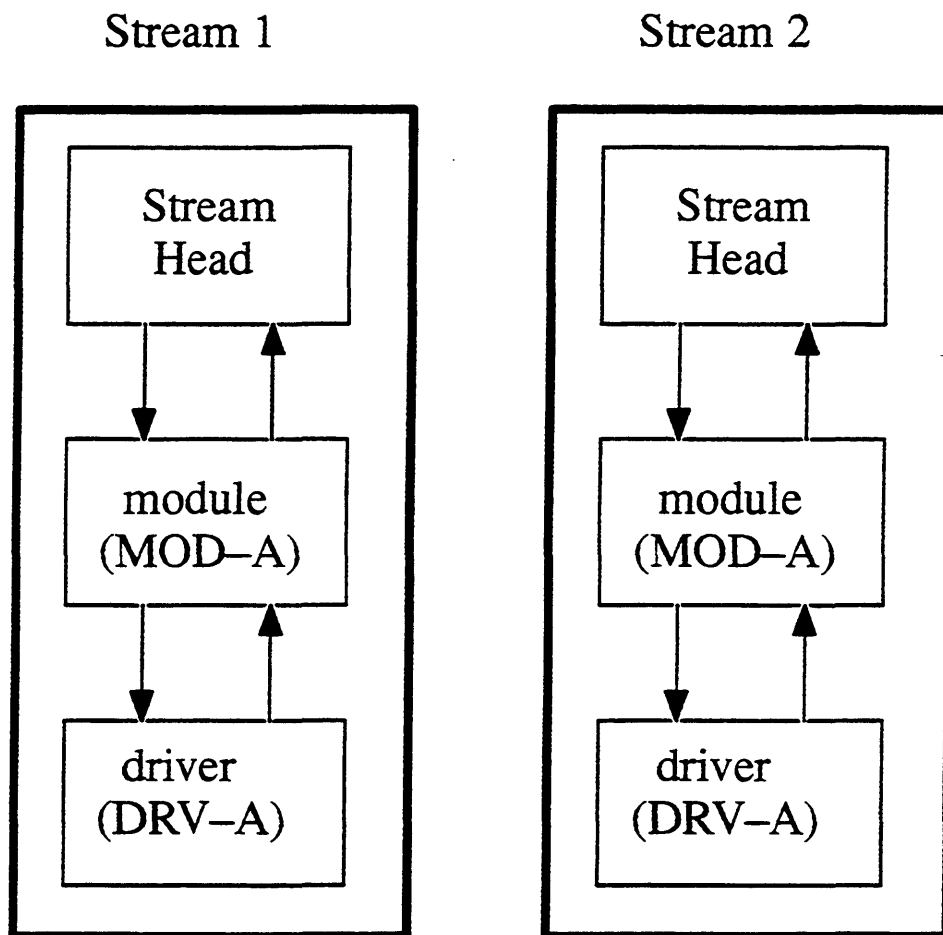 Stream 1
Stream
Head
module
(MOD–A)
driver
(DRV–A)
Stream 2
Stream
Head
module
(MOD–A)
driver
(DRV–A)